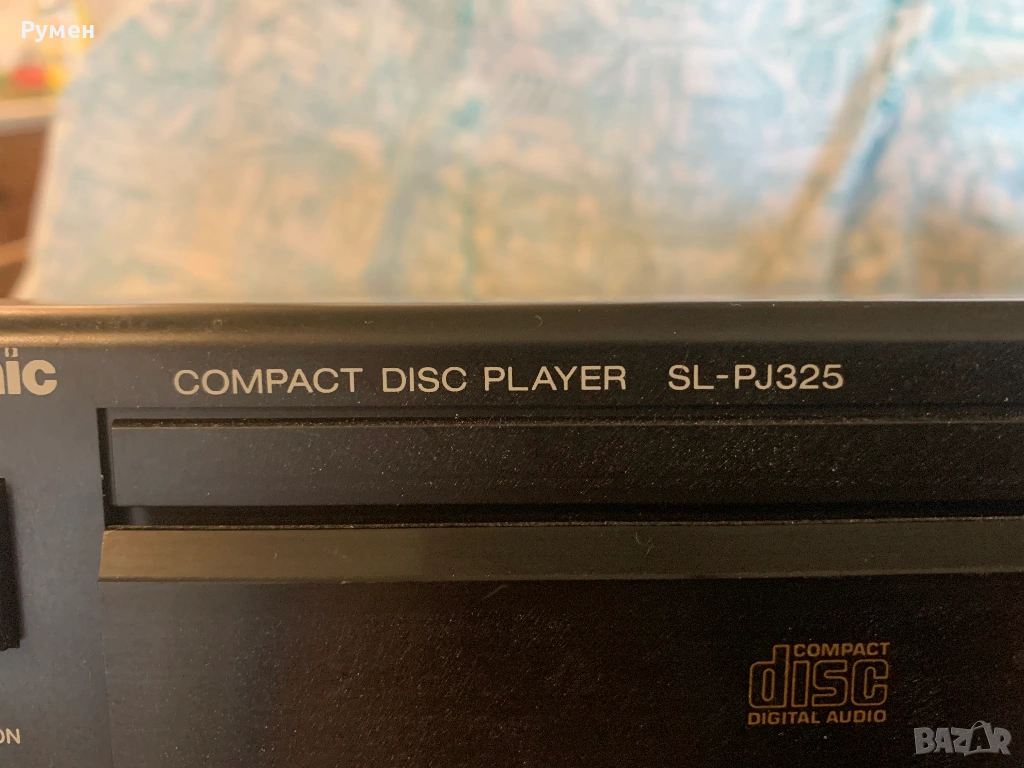 Румен
nic COMPACT DISC PLAYER SL-PJ325
COMPACT
disc
DIGITAL AUDIO
ON
BAZAR